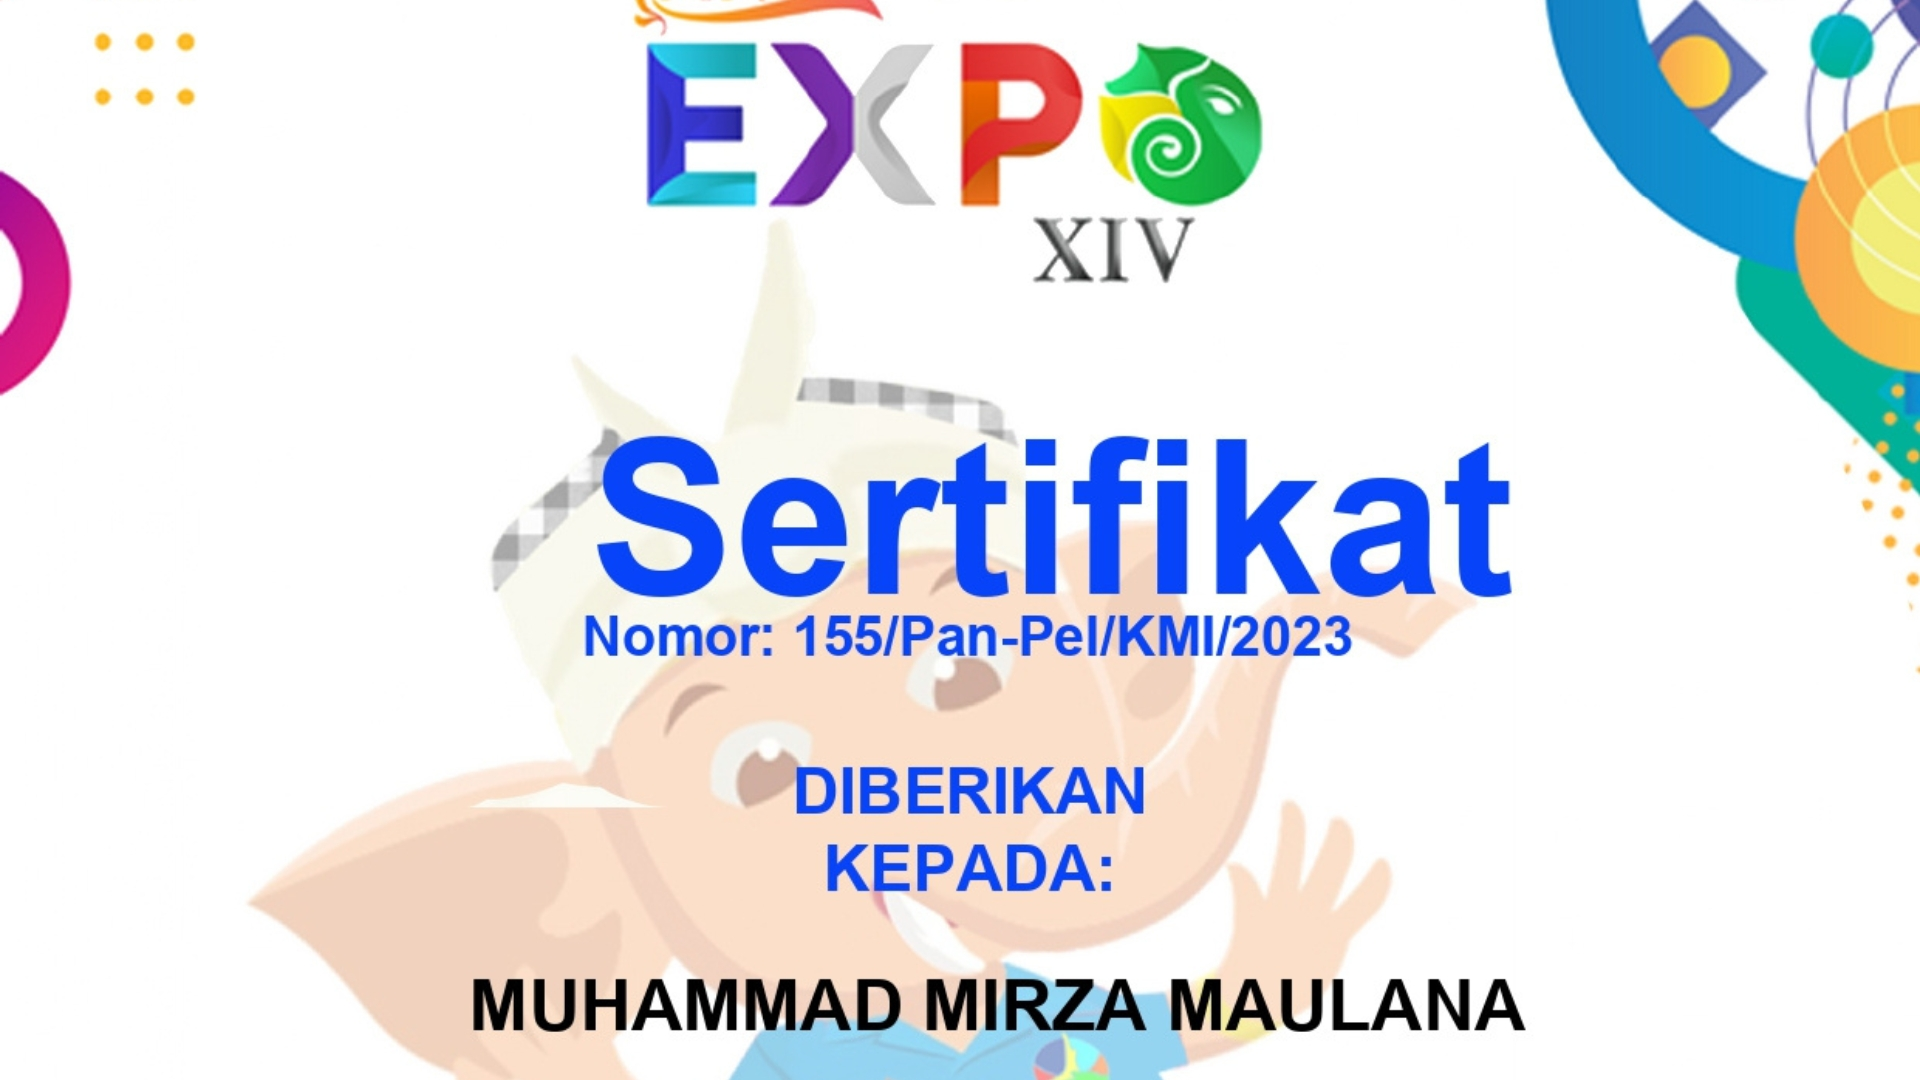 EXPO
XIV
Sertifikat
Nomor: 155/Pan-Pel/KMI/2023
DIBERIKAN
KEPADA:
MUHAMMAD MIRZA MAULANA